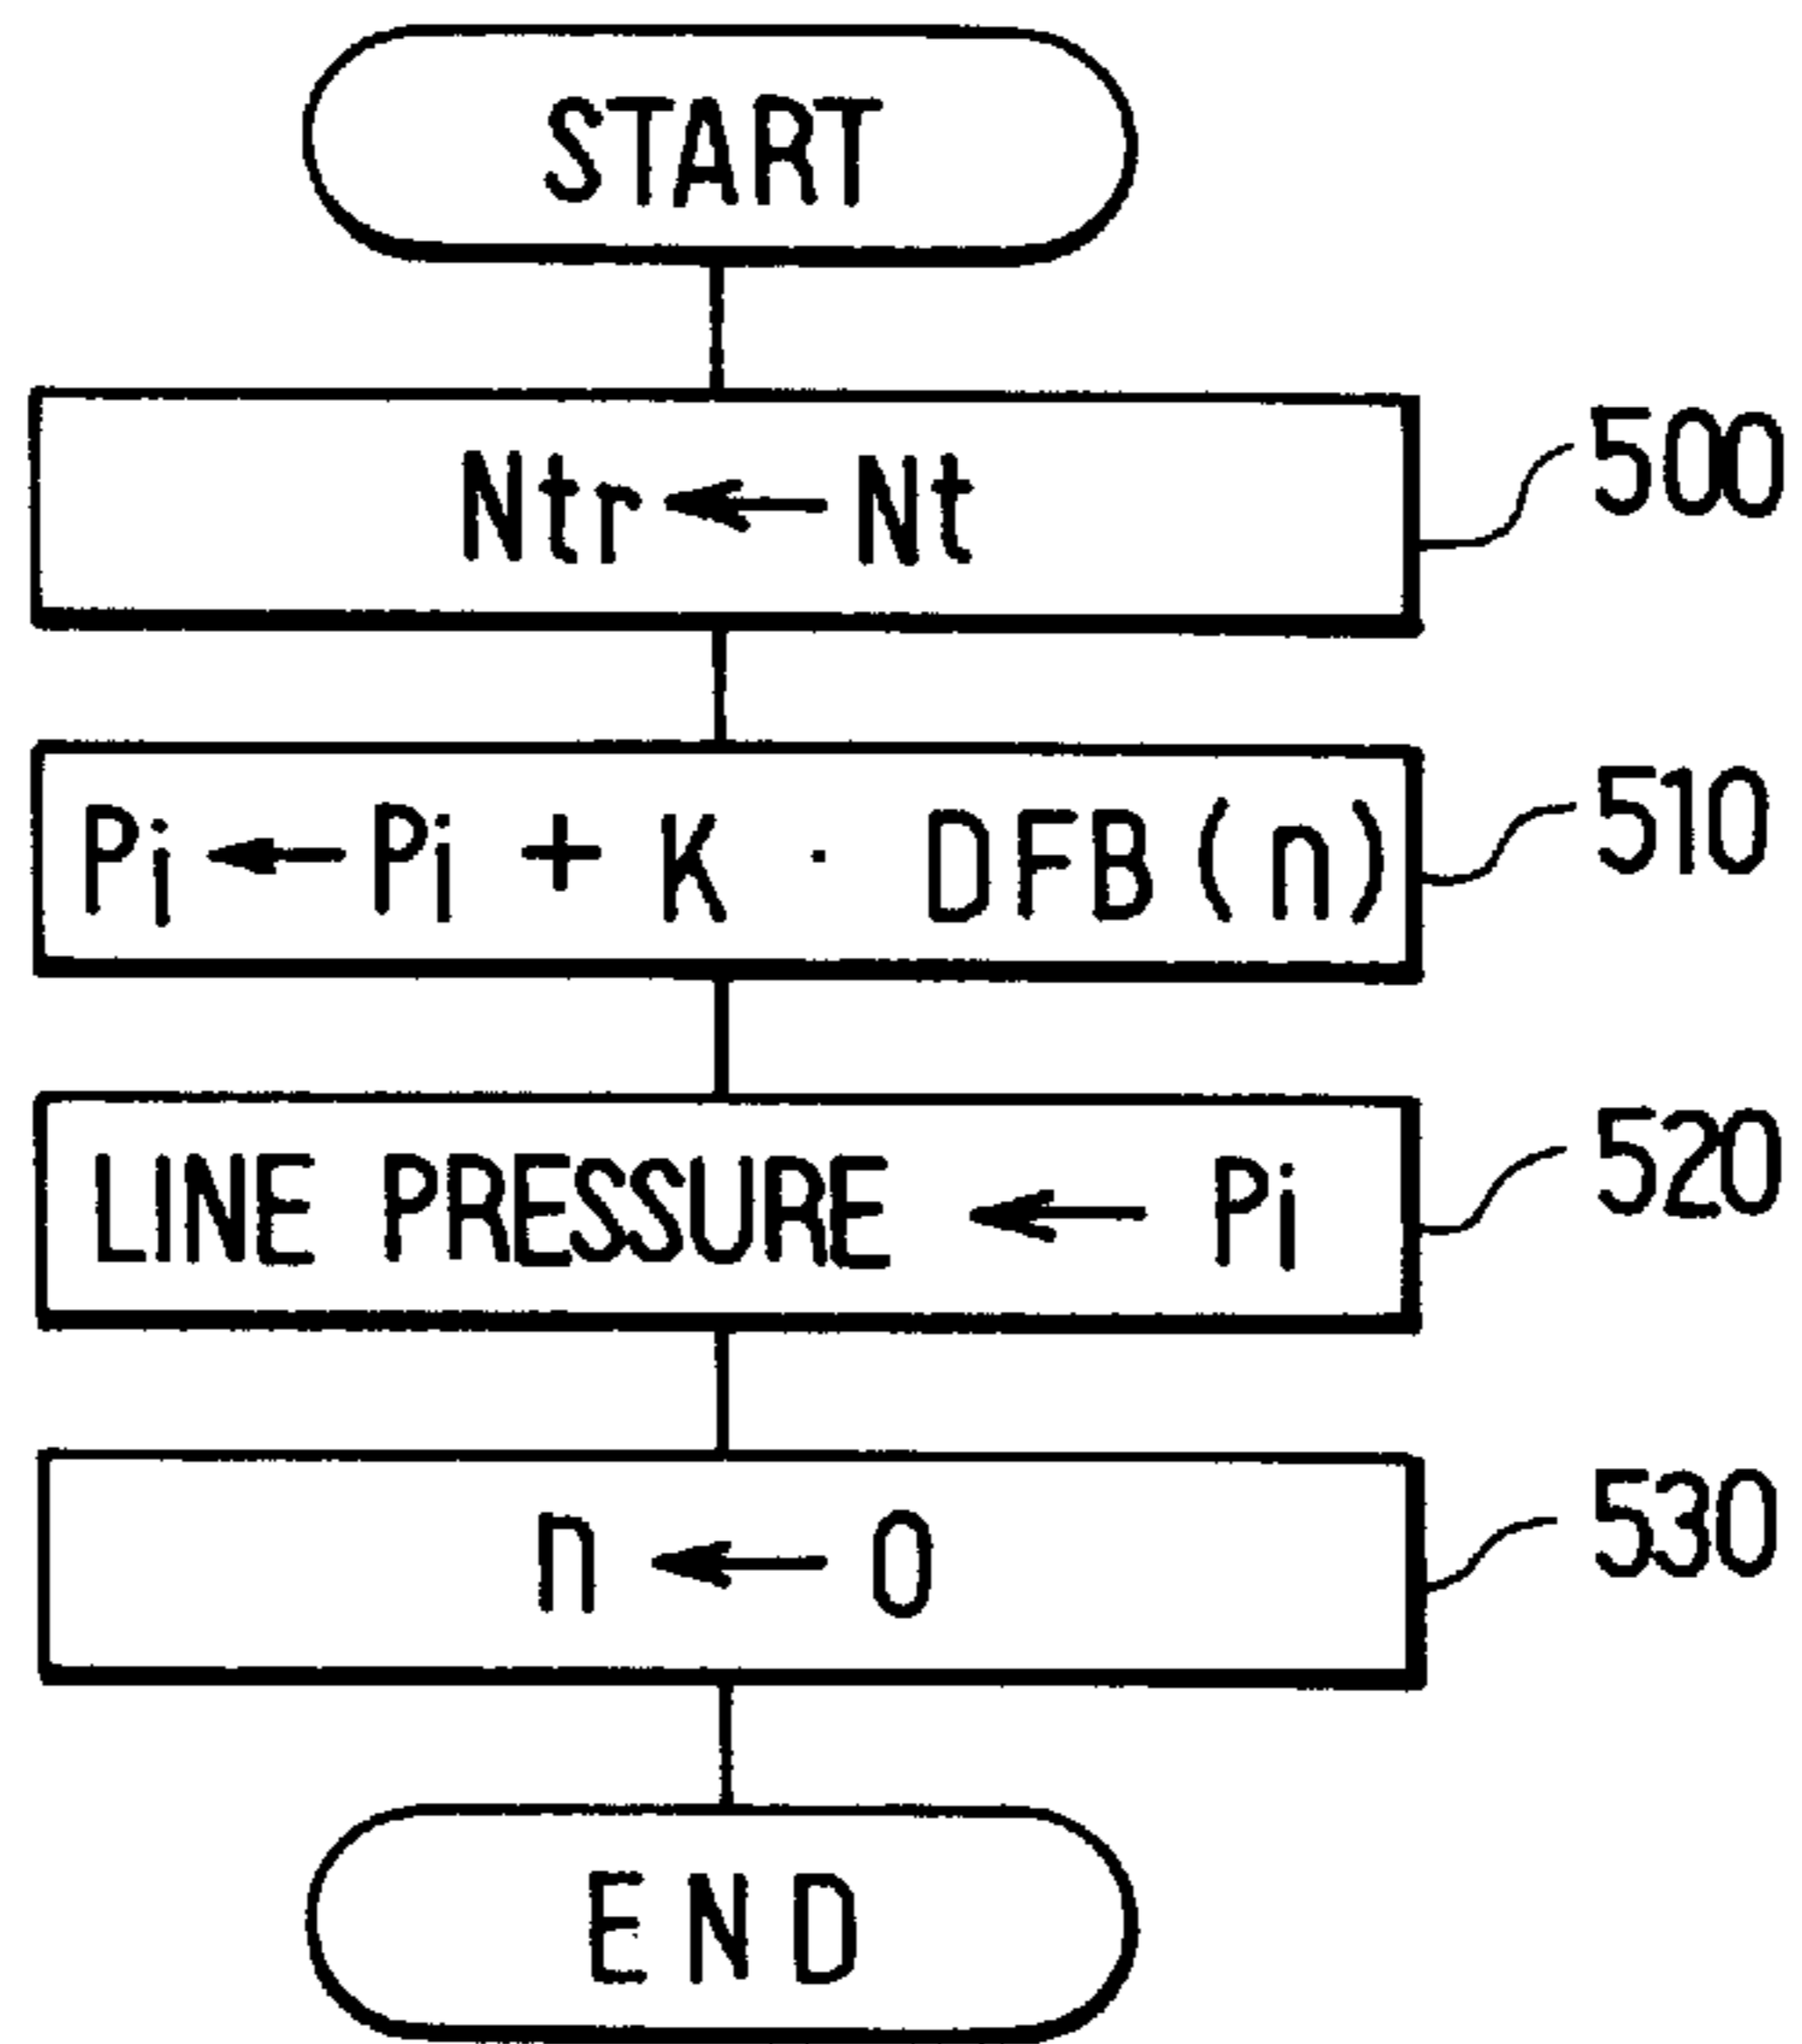 START
Ntr ← Nt
500
Pi ← Pi + K · DFB(n)
510
LINE PRESSURE ← Pi
520
n ← 0
530
END